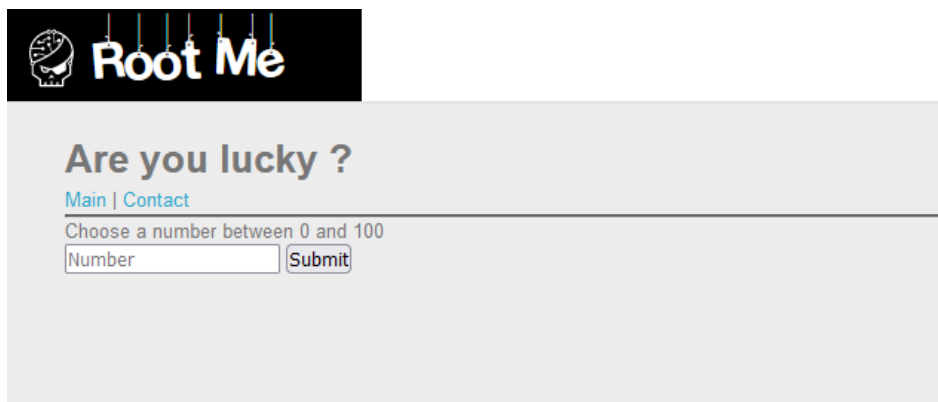 Root Me
Are you lucky ?
Main | Contact
Choose a number between 0 and 100
Number Submit